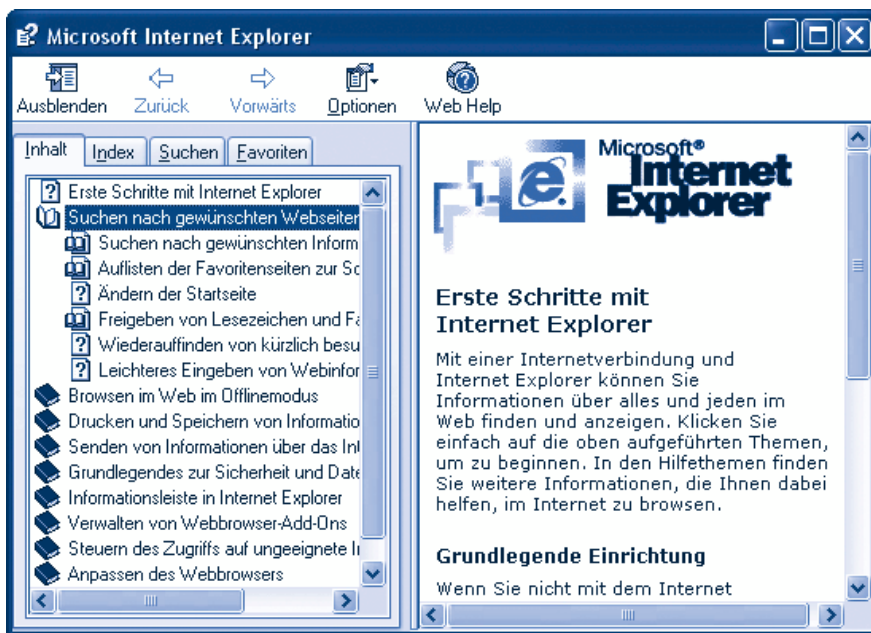 Microsoft Internet Explorer
Ausblenden Zurück Vorwärts Optionen Web Help
Inhalt Index Suchen Favoriten
Erste Schritte mit Internet Explorer
Suchen nach gewünschten Webseiten
Suchen nach gewünschten Inform
Auflisten der Favoritenseiten zur Sc
Ändern der Startseite
Freigeben von Lesezeichen und Fa
Wiederauffinden von kürzlich besu
Leichteres Eingeben von Webinfor
Browsen im Web im Offlinemodus
Drucken und Speichern von Informatio
Senden von Informationen über das Int
Grundlegendes zur Sicherheit und Date
Informationsleiste in Internet Explorer
Verwalten von Webbrowser-Add-Ons
Steuern des Zugriffs auf ungeeignete I
Anpassen des Webbrowsers
Microsoft®
Internet
Explorer
Erste Schritte mit
Internet Explorer
Mit einer Internetverbindung und
Internet Explorer können Sie
Informationen über alles und jeden im
Web finden und anzeigen. Klicken Sie
einfach auf die oben aufgeführten Themen,
um zu beginnen. In den Hilfethemen finden
Sie weitere Informationen, die Ihnen dabei
helfen, im Internet zu browsen.
Grundlegende Einrichtung
Wenn Sie nicht mit dem Internet